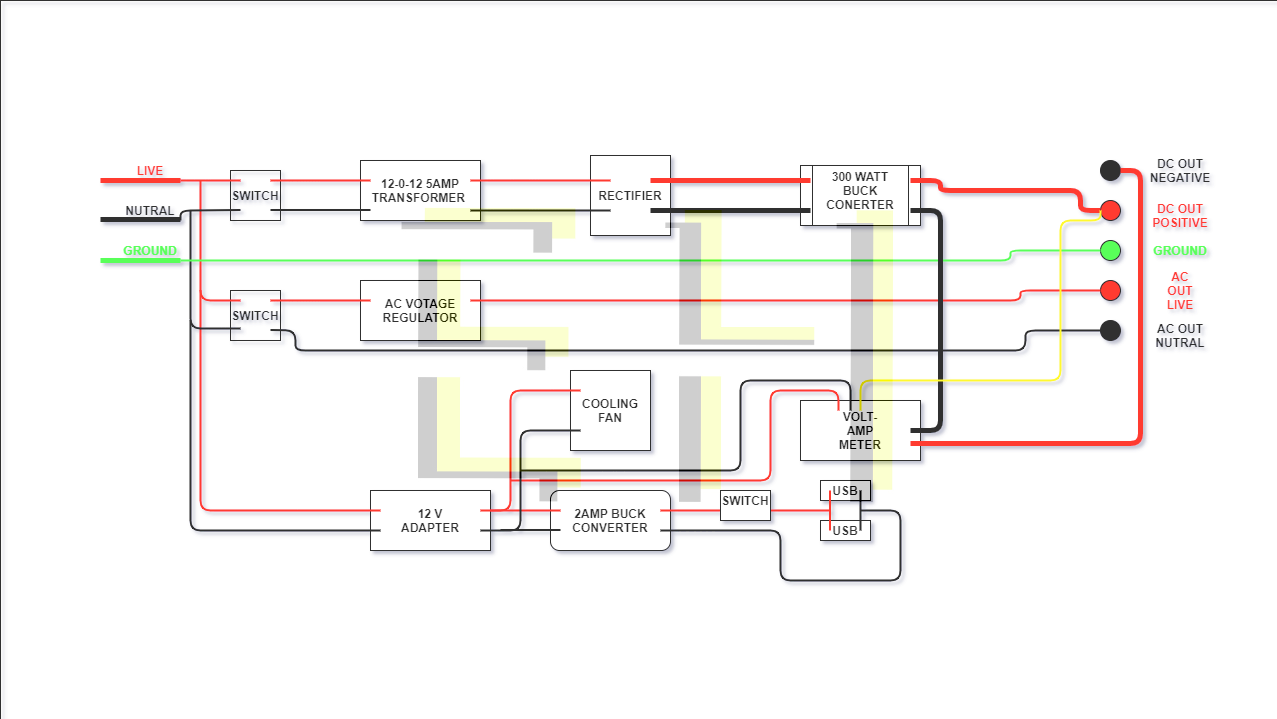 LIVE
NUTRAL
GROUND
SWITCH
12-0-12 5AMP
TRANSFORMER
RECTIFIER
300 WATT
BUCK
CONERTER
DC OUT
NEGATIVE
DC OUT
POSITIVE
GROUND
AC
OUT
LIVE
AC OUT
NUTRAL
SWITCH
AC VOTAGE
REGULATOR
COOLING
FAN
VOLT-
AMP
METER
12 V
ADAPTER
2AMP BUCK
CONVERTER
SWITCH
USB
USB